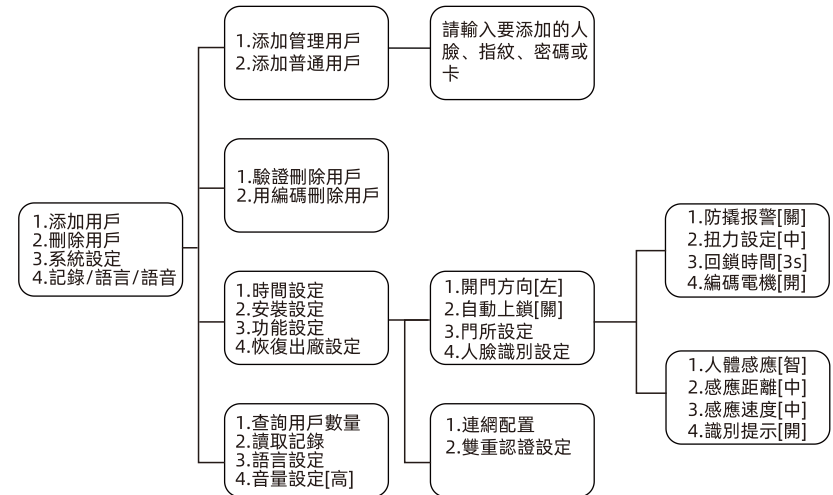 1.添加用戶
2.刪除用戶
3.系統設定
4.記錄/語言/語音
1.添加管理用戶
2.添加普通用戶
請輸入要添加的人
臉、指紋、密碼或
卡
1.驗證刪除用戶
2.用編碼刪除用戶
1.時間設定
2.安裝設定
3.功能設定
4.恢復出廠設定
1.開門方向[左]
2.自動上鎖[關]
3.門所設定
4.人臉識別設定
1.防撬报警[關]
2.扭力設定[中]
3.回鎖時間[3s]
4.編碼電機[開]
1.人體感應[智]
2.感應距離[中]
3.感應速度[中]
4.識別提示[開]
1.連網配置
2.雙重認證設定
1.查詢用戶數量
2.讀取記錄
3.語言設定
4.音量設定[高]